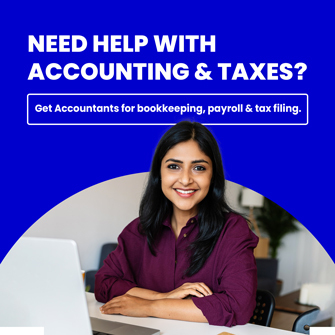 NEED HELP WITH
ACCOUNTING & TAXES?
Get Accountants for bookkeeping, payroll & tax filing.